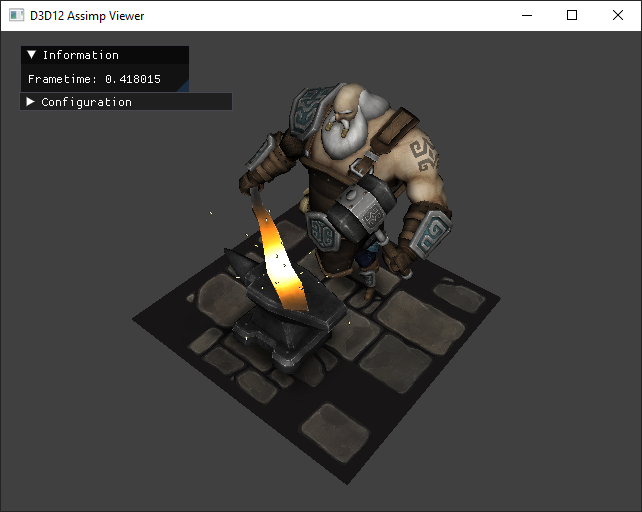 D3D12 Assimp Viewer
Information
Frametime: 0.418015
Configuration